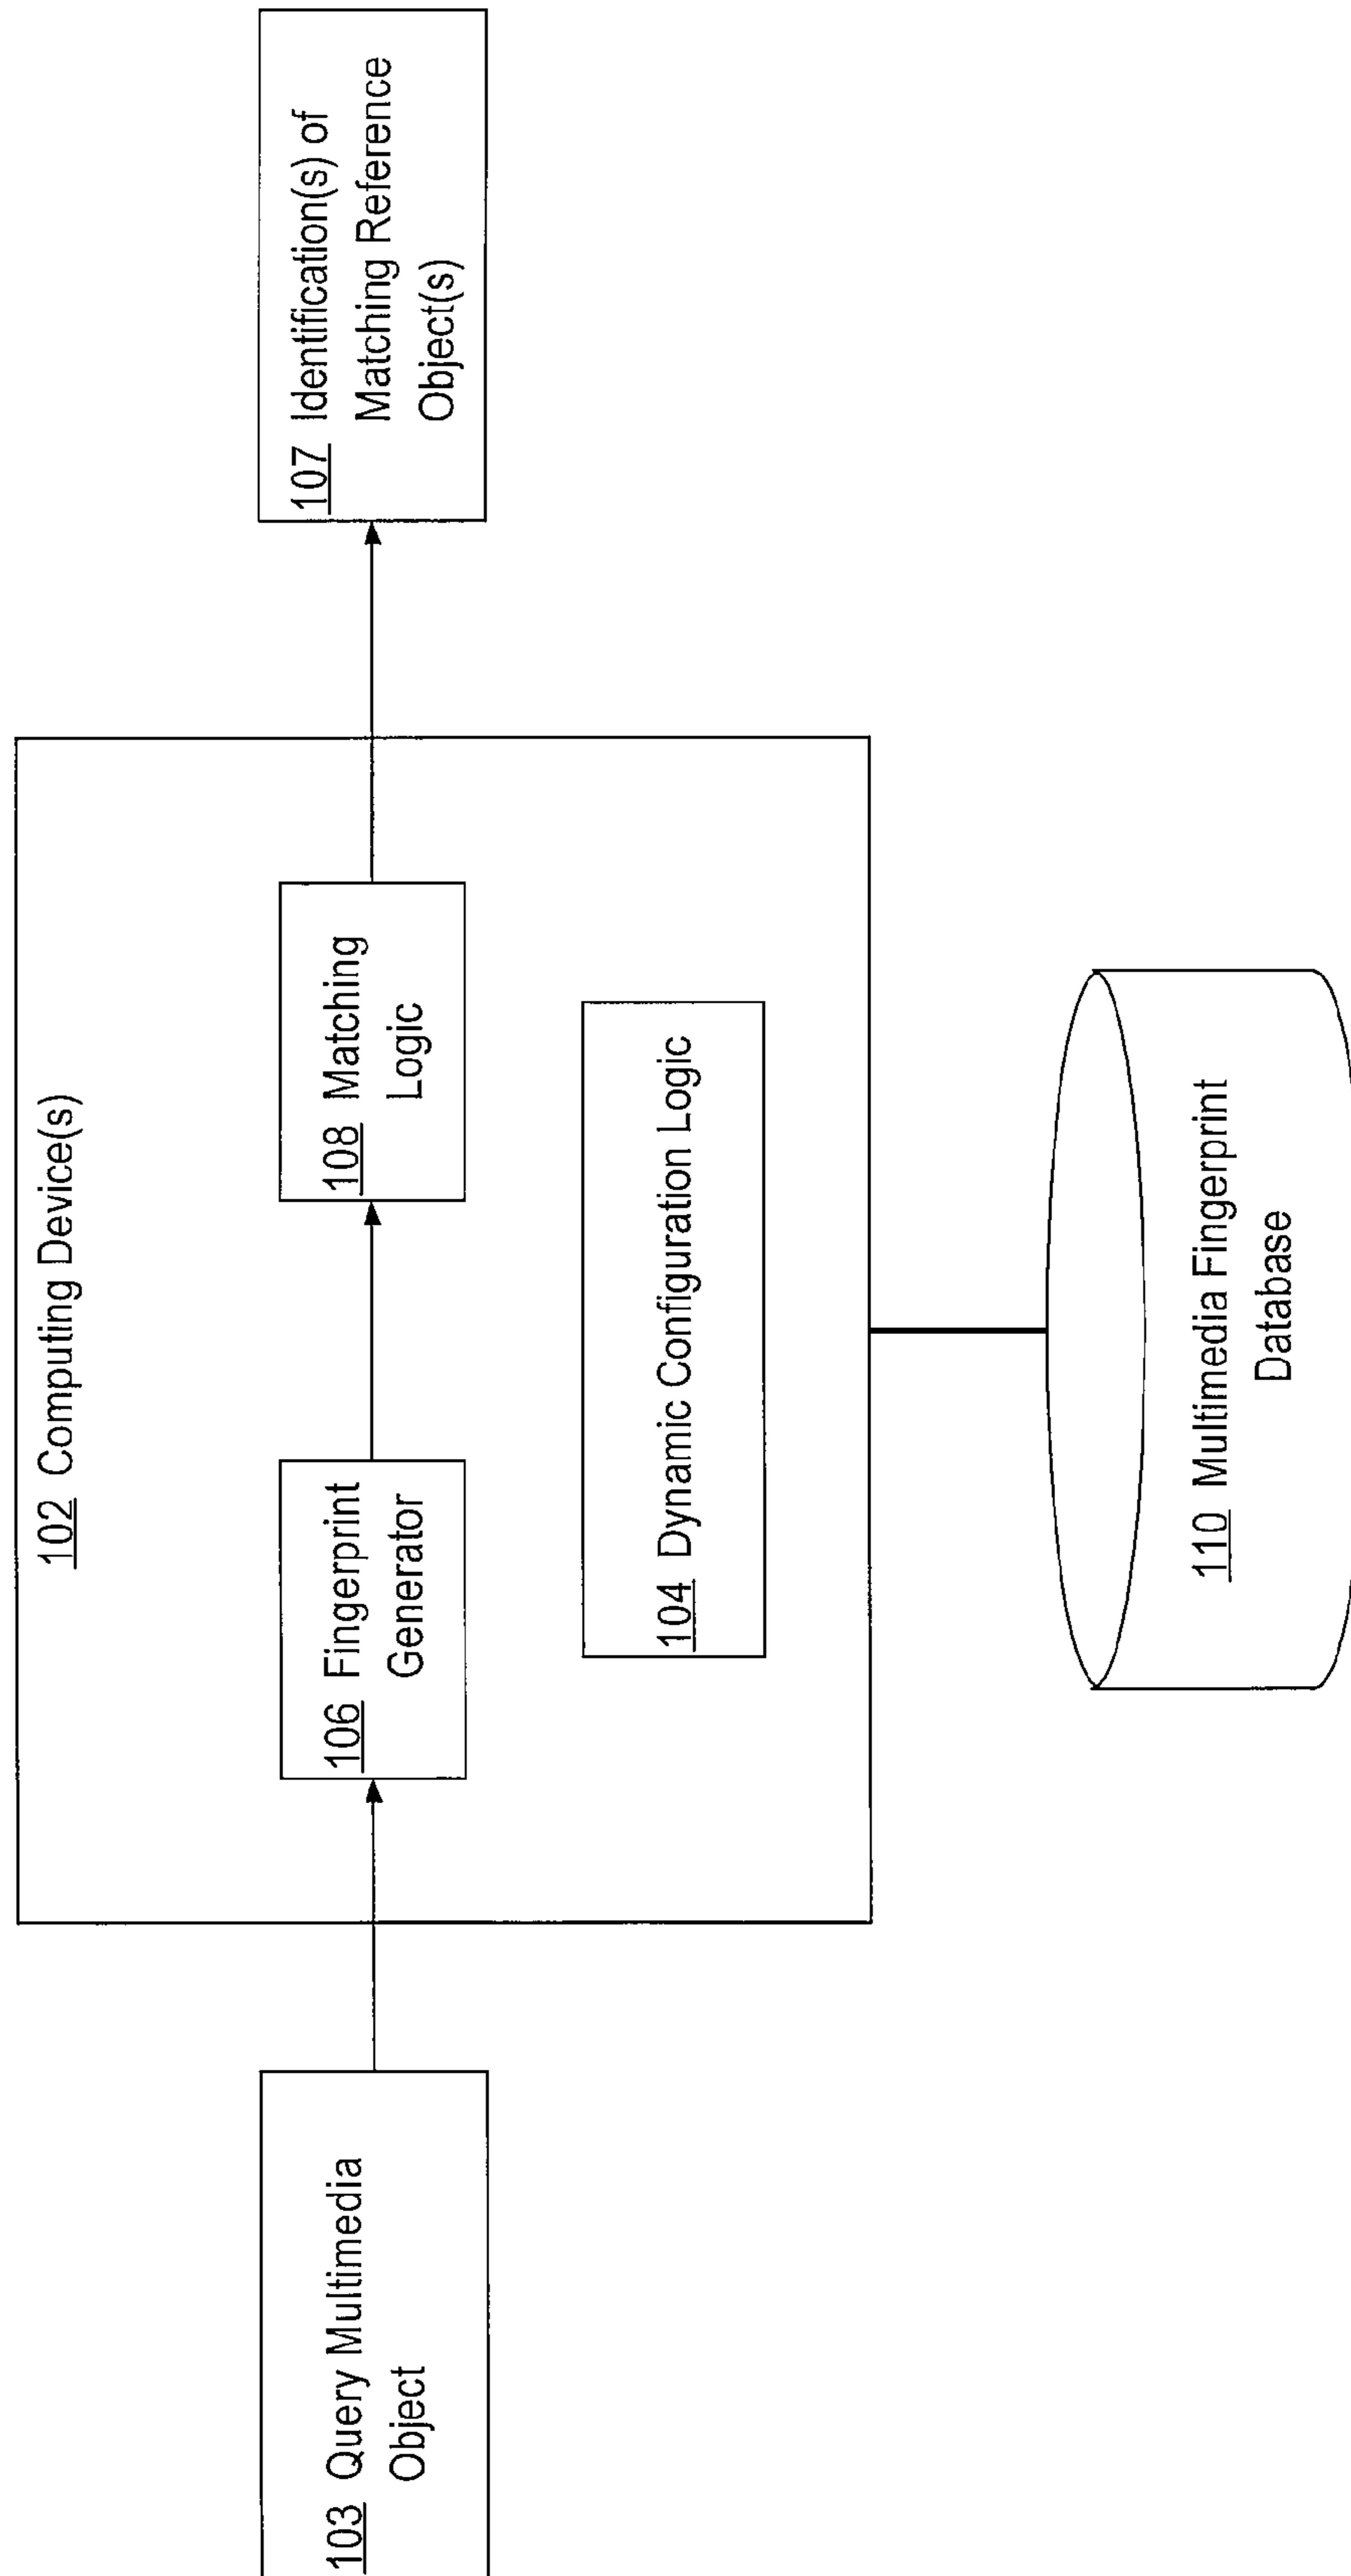 102 Computing Device(s)
103 Query Multimedia
Object
106 Fingerprint
Generator
108 Matching
Logic
107 Identification(s) of
Matching Reference
Object(s)
104 Dynamic Configuration Logic
110 Multimedia Fingerprint
Database